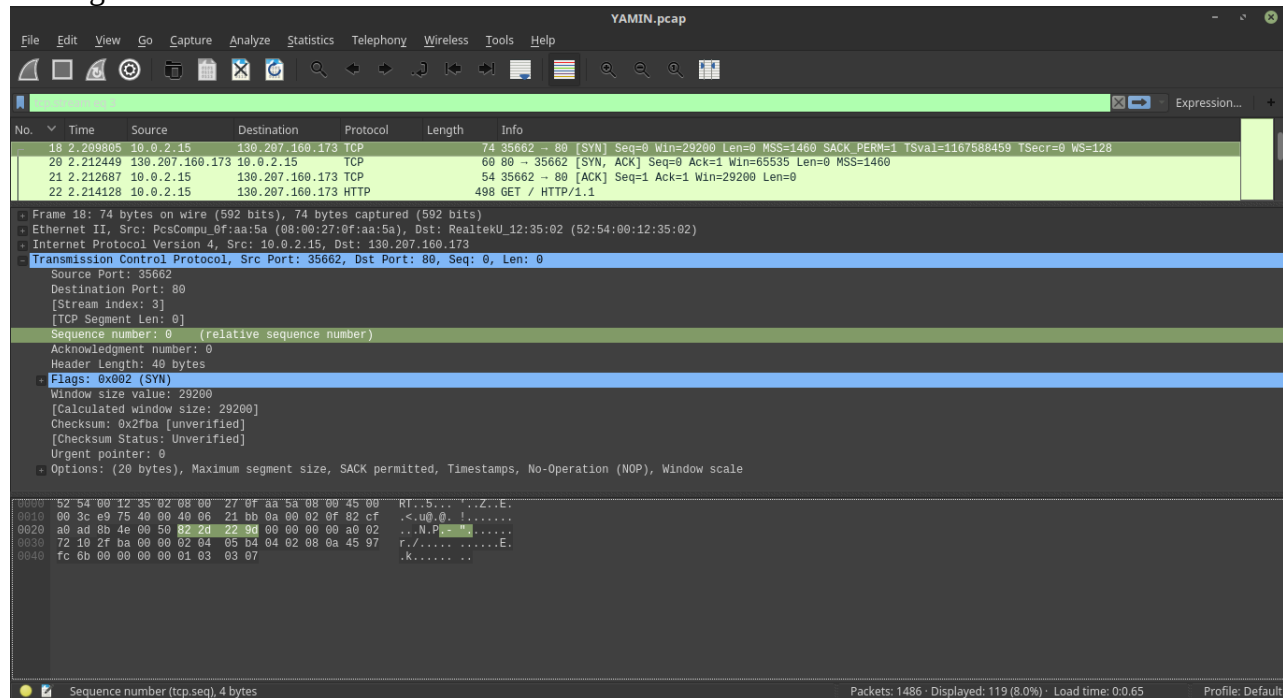 YAMIN.pcap
File Edit View Go Capture Analyze Statistics Telephony Wireless Tools Help
tcp.stream eq 3
Expression... +
No. Time Source Destination Protocol Length Info
18 2.209805 10.0.2.15 130.207.160.173 TCP 74 35662 → 80 [SYN] Seq=0 Win=29200 Len=0 MSS=1460 SACK_PERM=1 TSval=1167588459 TSecr=0 WS=128
20 2.212449 130.207.160.173 10.0.2.15 TCP 60 80 → 35662 [SYN, ACK] Seq=0 Ack=1 Win=65535 Len=0 MSS=1460
21 2.212687 10.0.2.15 130.207.160.173 TCP 54 35662 → 80 [ACK] Seq=1 Ack=1 Win=29200 Len=0
22 2.214128 10.0.2.15 130.207.160.173 HTTP 498 GET / HTTP/1.1
Frame 18: 74 bytes on wire (592 bits), 74 bytes captured (592 bits)
Ethernet II, Src: PcsCompu_0f:aa:5a (08:00:27:0f:aa:5a), Dst: RealtekU_12:35:02 (52:54:00:12:35:02)
Internet Protocol Version 4, Src: 10.0.2.15, Dst: 130.207.160.173
Transmission Control Protocol, Src Port: 35662, Dst Port: 80, Seq: 0, Len: 0
Source Port: 35662
Destination Port: 80
[Stream index: 3]
[TCP Segment Len: 0]
Sequence number: 0 (relative sequence number)
Acknowledgment number: 0
Header Length: 40 bytes
Flags: 0x002 (SYN)
Window size value: 29200
[Calculated window size: 29200]
Checksum: 0x2fba [unverified]
[Checksum Status: Unverified]
Urgent pointer: 0
Options: (20 bytes), Maximum segment size, SACK permitted, Timestamps, No-Operation (NOP), Window scale
0000 52 54 00 12 35 02 08 00 27 0f aa 5a 08 00 45 00 RT..5... '..Z..E.
0010 00 3c e9 75 40 00 40 06 21 bb 0a 00 02 0f 82 cf .<.u@.@. !.......
0020 a0 ad 8b 4e 00 50 82 2d 22 9d 00 00 00 00 a0 02 ...N.P.- ".......
0030 72 10 2f ba 00 00 02 04 05 b4 04 02 08 0a 45 97 r./..... ......E.
0040 fc 6b 00 00 00 00 01 03 03 07 .k...... ..
Sequence number (tcp.seq), 4 bytes Packets: 1486 · Displayed: 119 (8.0%) · Load time: 0:0.65 Profile: Default